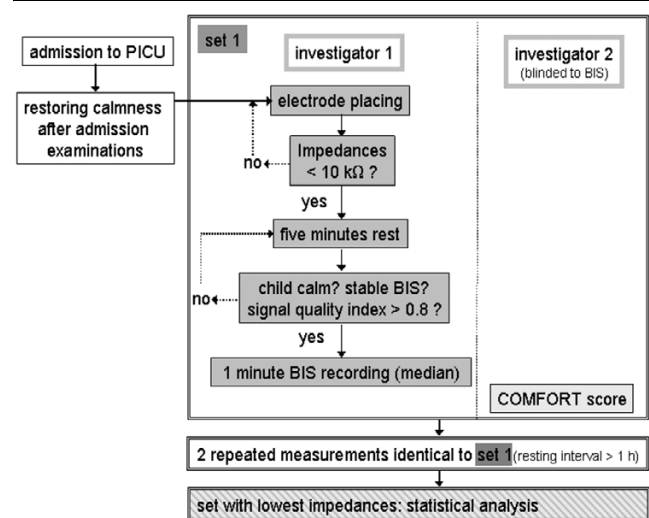 set 1
admission to PICU
investigator 1
investigator 2
(blinded to BIS)
restoring calmness
after admission
examinations
electrode placing
Impedances
< 10 kΩ ?
no
yes
five minutes rest
child calm? stable BIS?
signal quality index > 0.8 ?
no
yes
1 minute BIS recording (median)
COMFORT score
2 repeated measurements identical to set 1 (resting interval > 1 h)
set with lowest impedances: statistical analysis